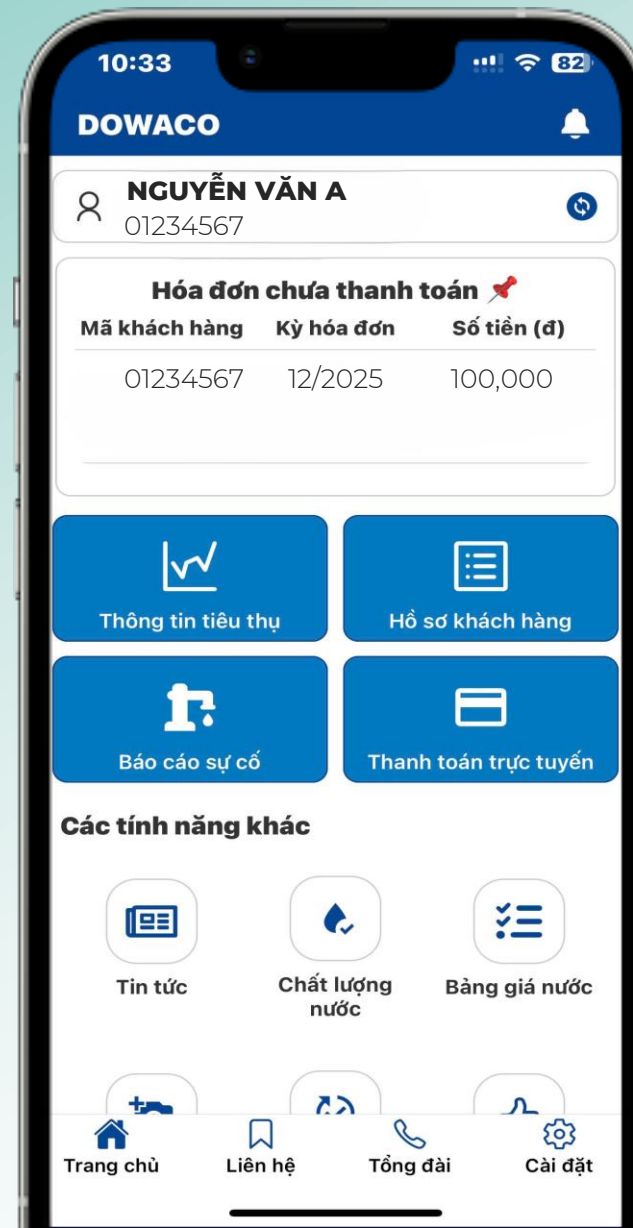 10:33
82
DOWACO
NGUYỄN VĂN A
01234567
Hóa đơn chưa thanh toán
Mã khách hàng Kỳ hóa đơn Số tiền (đ)
01234567 12/2025 100,000
Thông tin tiêu thụ Hồ sơ khách hàng
Báo cáo sự cố Thanh toán trực tuyến
Các tính năng khác
Tin tức Chất lượng Bảng giá nước
nước
Trang chủ Liên hệ Tổng đài Cài đặt